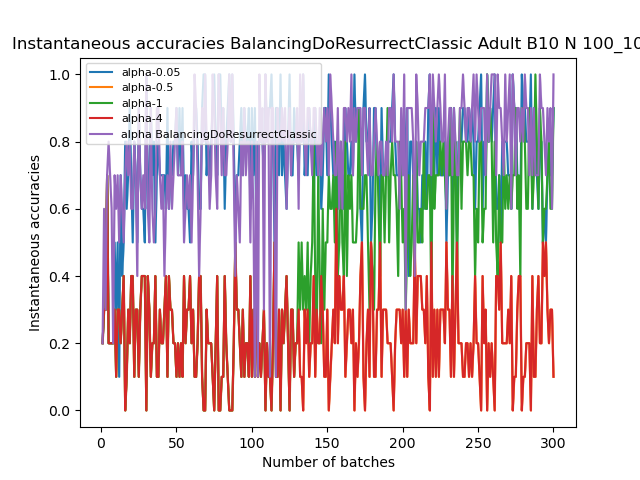 Instantaneous accuracies BalancingDoResurrectClassic Adult B10 N 100_10
alpha-0.05
alpha-0.5
alpha-1
alpha-4
alpha BalancingDoResurrectClassic
1.0
0.8
0.6
0.4
0.2
0.0
Instantaneous accuracies
0
50
100
150
200
250
300
Number of batches